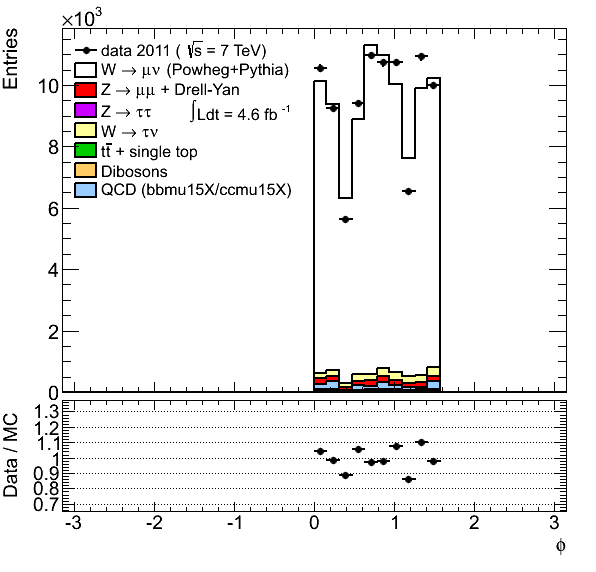 ×10³
Entries
data 2011 ( √s = 7 TeV)
W → μν (Powheg+Pythia)
Z → μμ + Drell-Yan
Z → ττ
∫Ldt = 4.6 fb⁻¹
W → τν
tt̄ + single top
Dibosons
QCD (bbmu15X/ccmu15X)
10
8
6
4
2
0
Data / MC
1.3
1.2
1.1
1
0.9
0.8
0.7
-3 -2 -1 0 1 2 3
ϕ